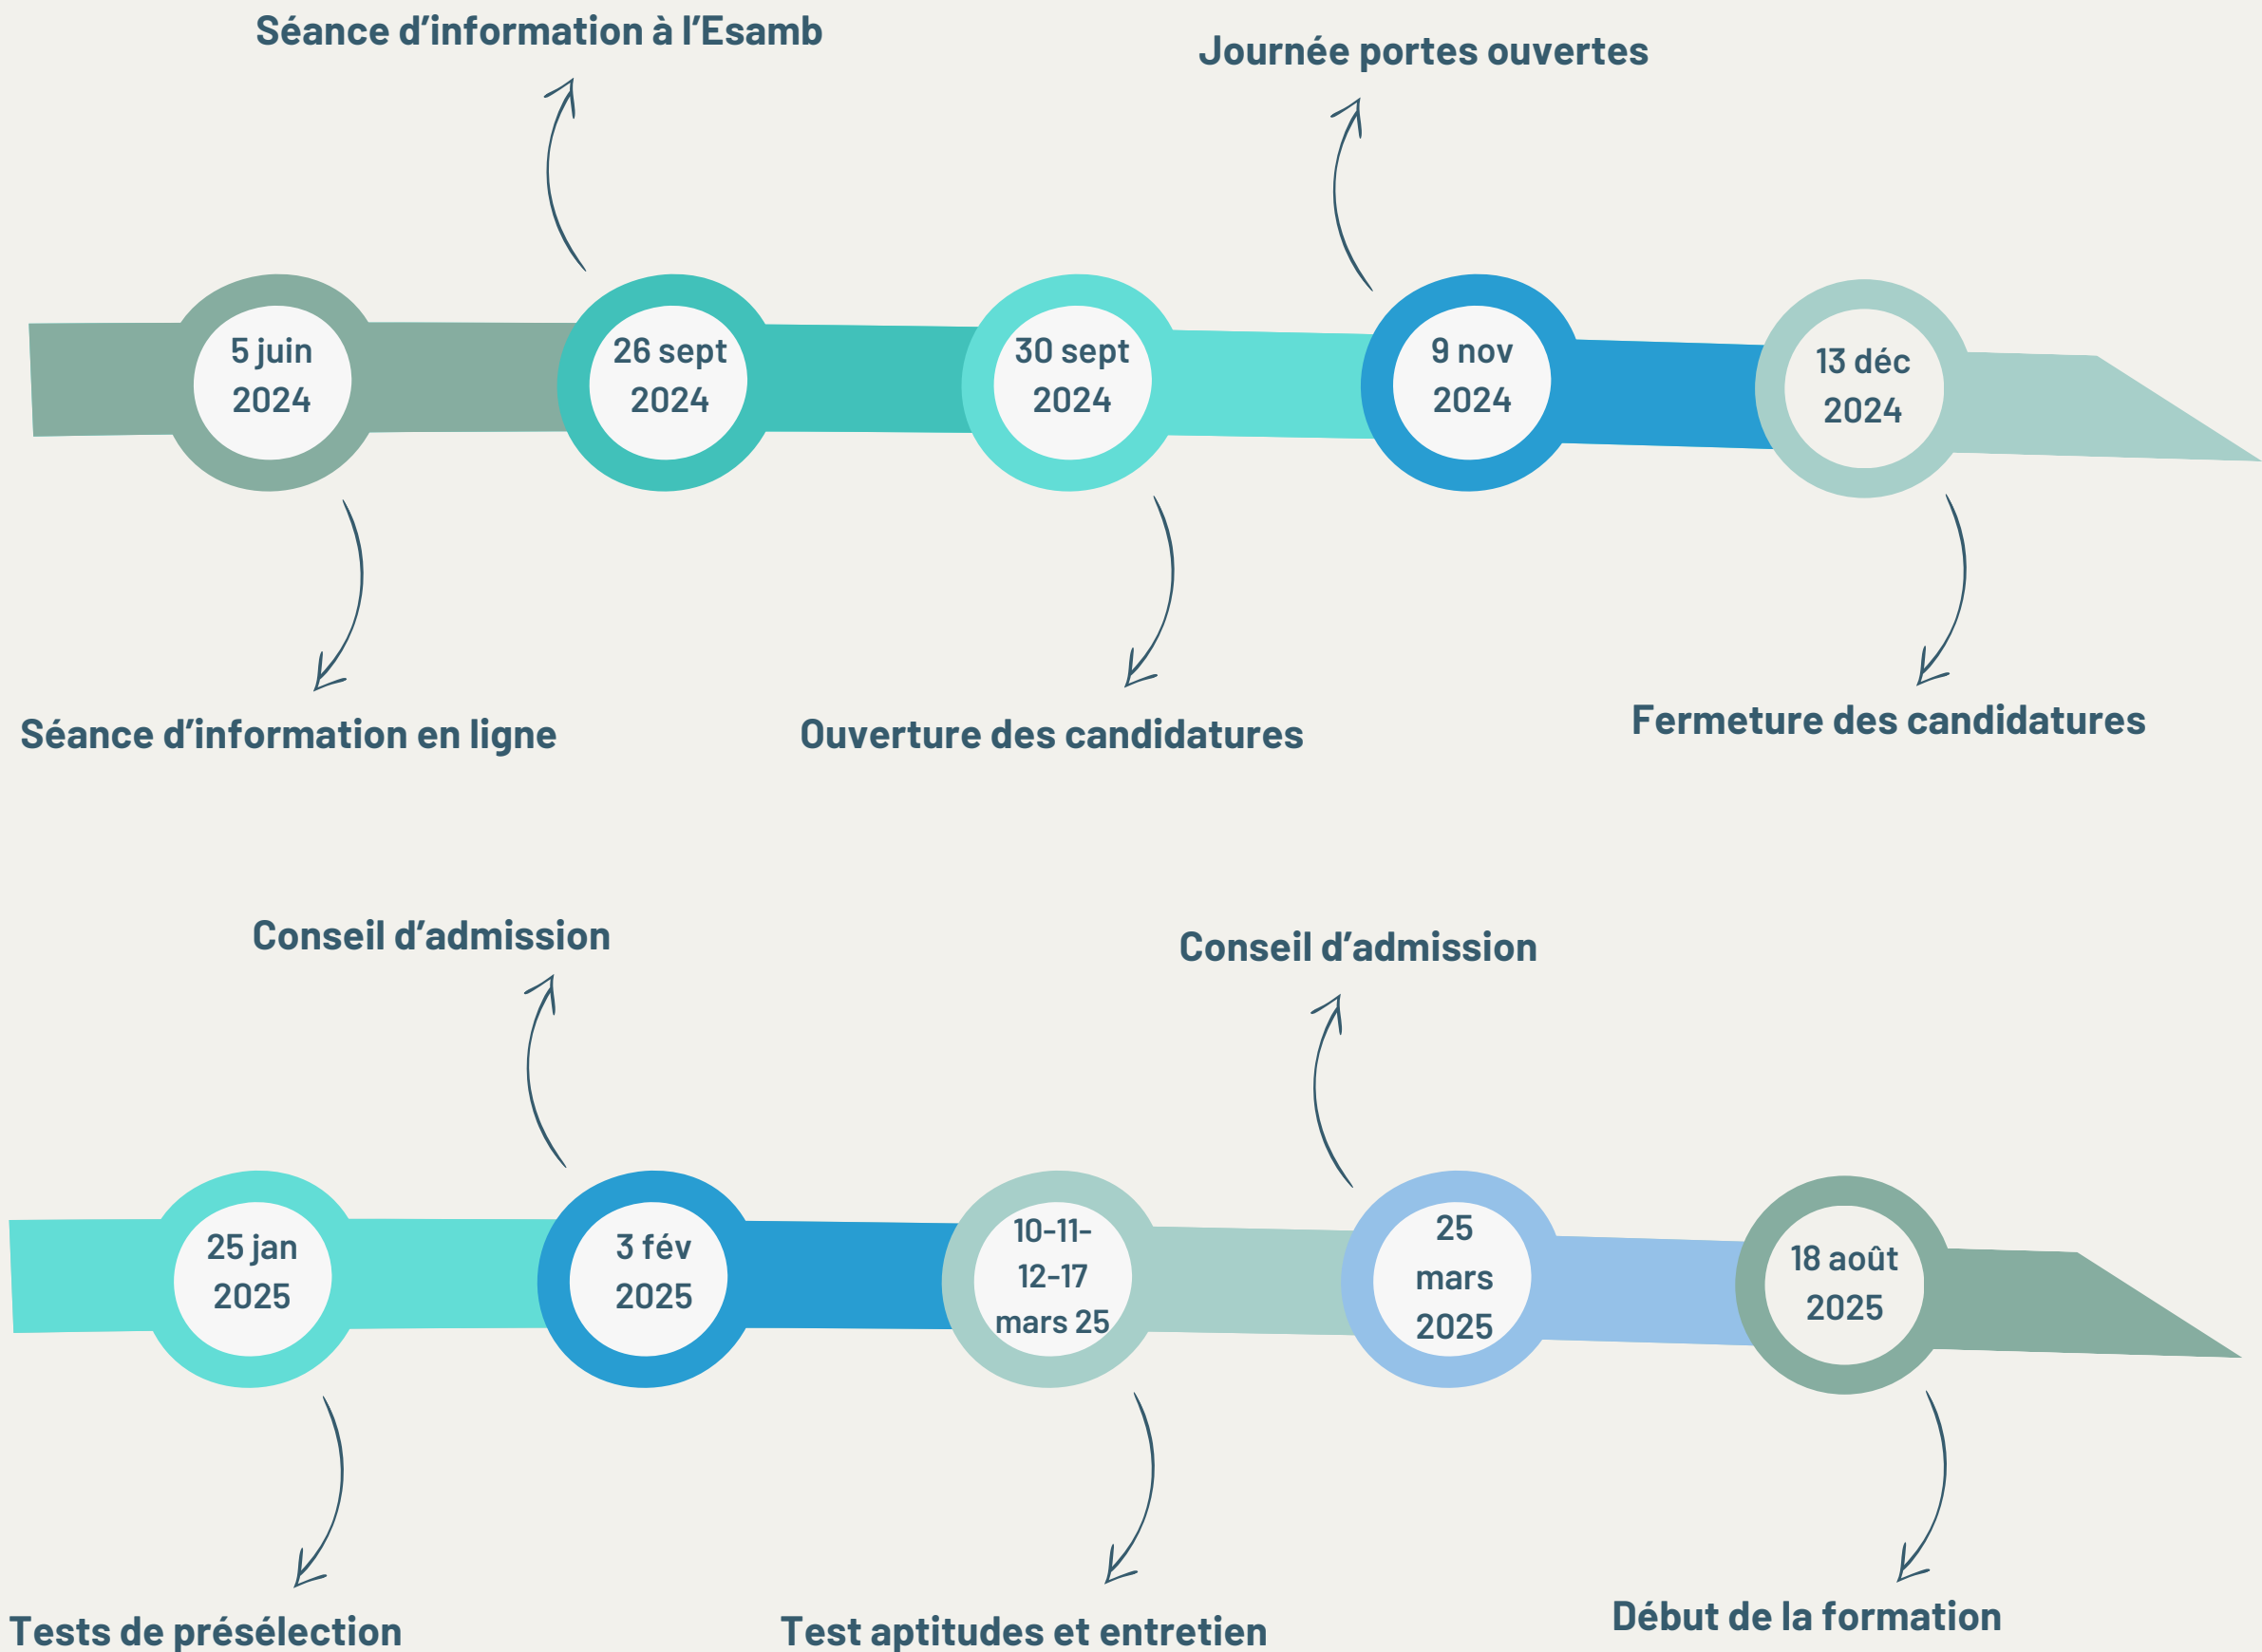 Séance d’information à l’Esamb
Journée portes ouvertes
5 juin
2024
26 sept
2024
30 sept
2024
9 nov
2024
13 déc
2024
Séance d’information en ligne
Ouverture des candidatures
Fermeture des candidatures
Conseil d’admission
Conseil d’admission
25 jan
2025
3 fév
2025
10-11-
12-17
mars 25
25
mars
2025
18 août
2025
Tests de présélection
Test aptitudes et entretien
Début de la formation